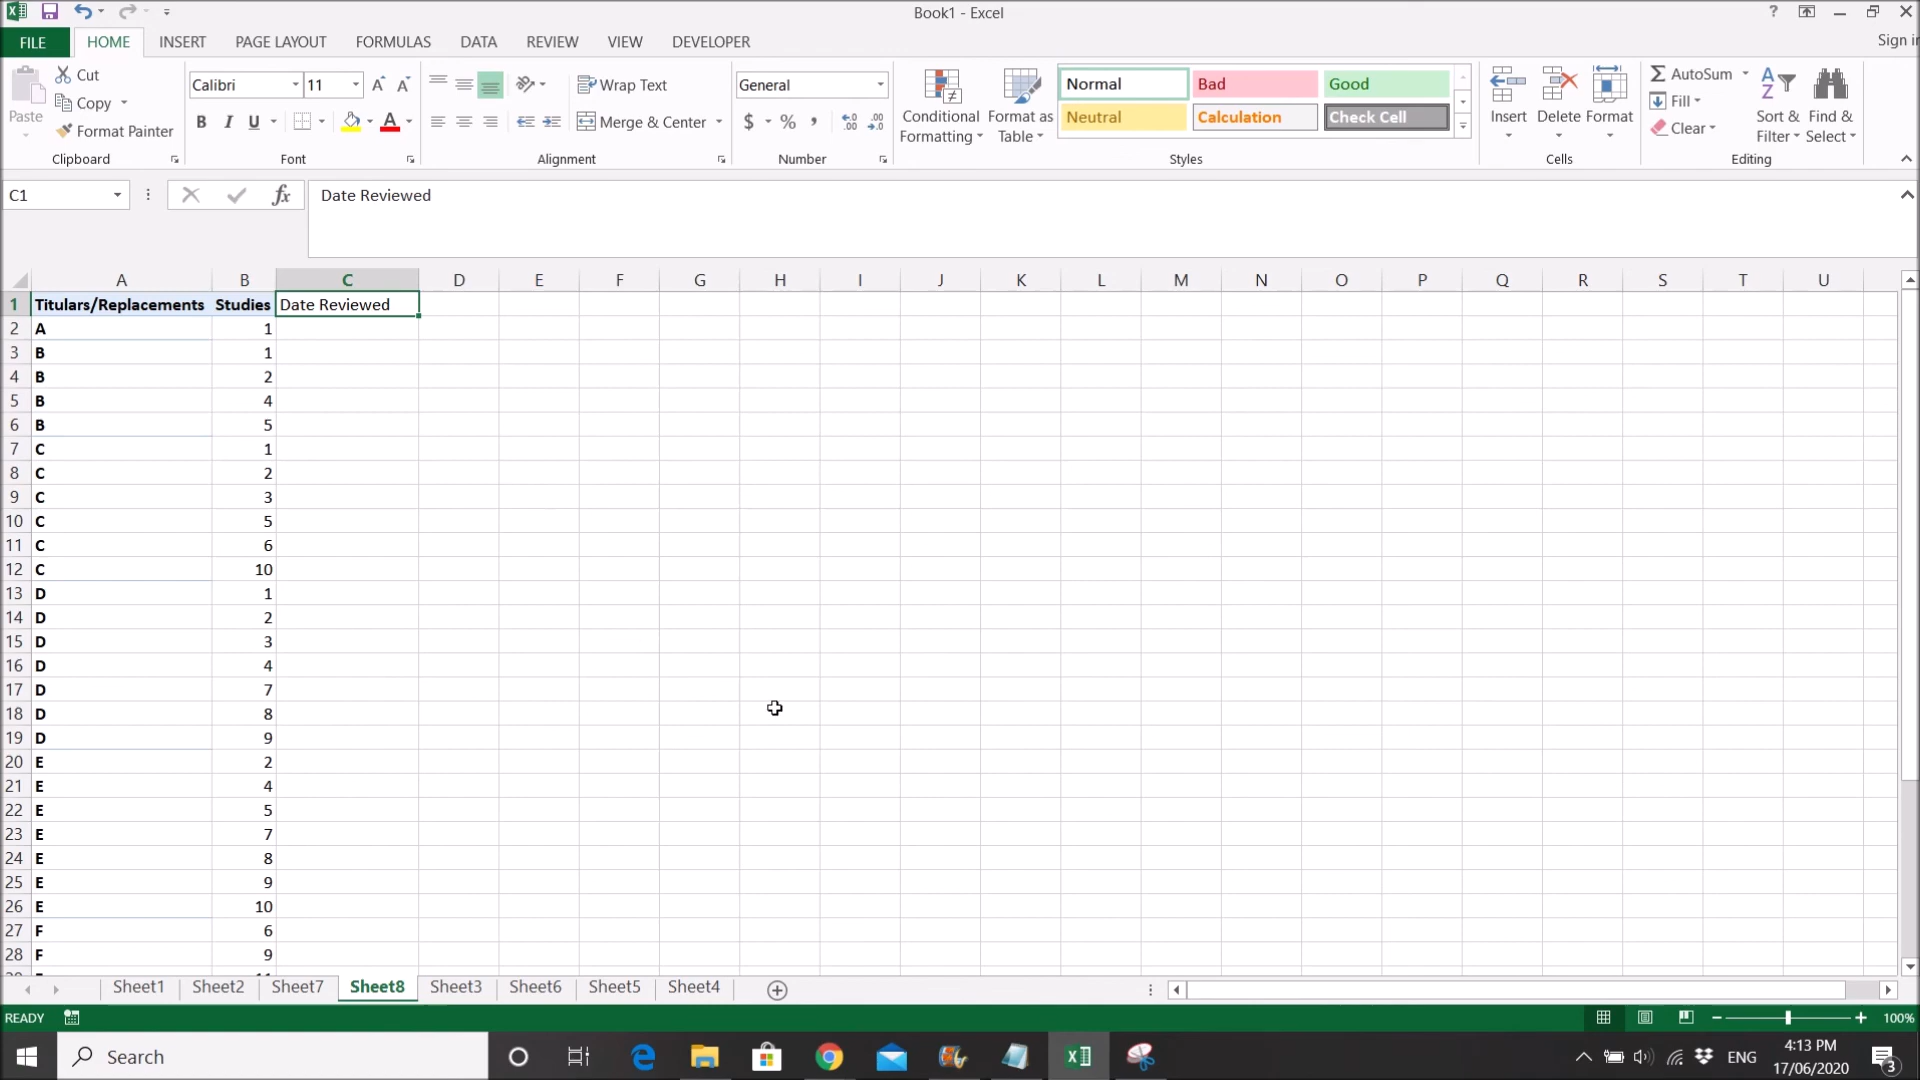 Book1 - Excel
?
FILE
HOME
INSERT
PAGE LAYOUT
FORMULAS
DATA
REVIEW
VIEW
DEVELOPER
Sign in
Paste
Cut
Copy
Format Painter
Clipboard
Calibri
11
B I U
Font
Wrap Text
Merge & Center
Alignment
General
$ % ,
Number
Conditional
Formatting
Format as
Table
Normal
Bad
Good
Neutral
Calculation
Check Cell
Styles
Insert
Delete
Format
Cells
AutoSum
Fill
Clear
Sort &
Filter
Find &
Select
Editing
C1
fx
Date Reviewed
A B C D E F G H I J K L M N O P Q R S T U
1 Titulars/Replacements Studies Date Reviewed
2 A 1
3 B 1
4 B 2
5 B 4
6 B 5
7 C 1
8 C 2
9 C 3
10 C 5
11 C 6
12 C 10
13 D 1
14 D 2
15 D 3
16 D 4
17 D 7
18 D 8
19 D 9
20 E 2
21 E 4
22 E 5
23 E 7
24 E 8
25 E 9
26 E 10
27 F 6
28 F 9
Sheet1
Sheet2
Sheet7
Sheet8
Sheet3
Sheet6
Sheet5
Sheet4
READY
100%
Search
ENG
4:13 PM
17/06/2020
3